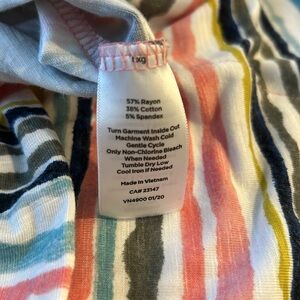 57% Rayon
38% Cotton
5% Spandex
Turn Garment Inside Out
Machine Wash Cold
Gentle Cycle
Only Non-Chlorine Bleach
When Needed
Tumble Dry Low
Cool Iron If Needed
Made in Vietnam
CA# 23147
VN4900 01/20